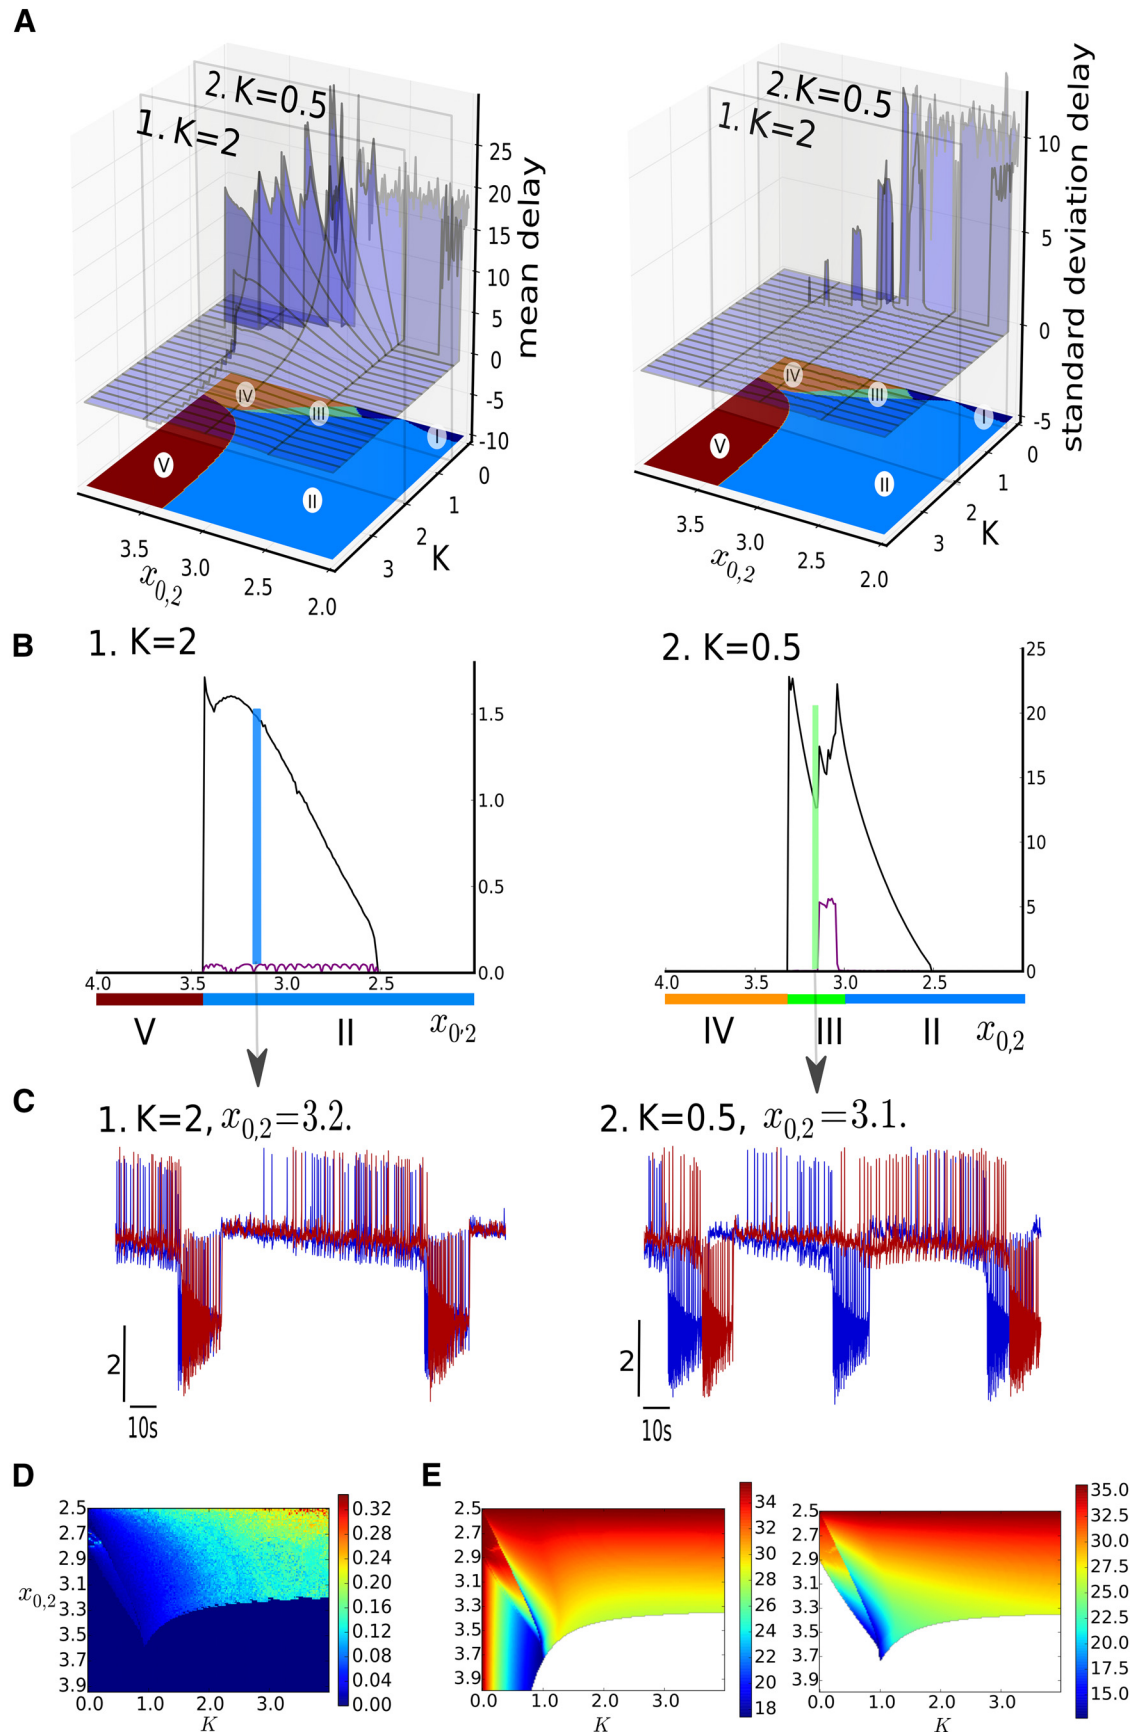 A
2. K=0.5
1. K=2
25
20
15
10
5
0
-5
-10
mean delay
IV
III
I
V
II
0
1
2
3
K
3.5
3.0
2.5
2.0
x0,2
2. K=0.5
1. K=2
10
5
0
-5
standard deviation delay
IV
III
I
V
II
0
1
2
3
K
3.5
3.0
2.5
2.0
x0,2
B
1. K=2
1.5
1.0
0.5
0.0
4.0 3.5 3.0 2.5
V II x0,2
2. K=0.5
25
20
15
10
5
0
4.0 3.5 3.0 2.5
IV III II x0,2
C
1. K=2, x0,2=3.2.
2
10s
2. K=0.5, x0,2=3.1.
2
10s
D
2.5
2.7
2.9
3.1
3.3
3.5
3.7
3.9
x0,2
0.0 1.0 2.0 3.0
K
0.32
0.28
0.24
0.20
0.16
0.12
0.08
0.04
0.00
E
2.5
2.7
2.9
3.1
3.3
3.5
3.7
3.9
0.0 1.0 2.0 3.0
K
34
32
30
28
26
24
22
20
18
2.5
2.7
2.9
3.1
3.3
3.5
3.7
3.9
0.0 1.0 2.0 3.0
K
35.0
32.5
30.0
27.5
25.0
22.5
20.0
17.5
15.0